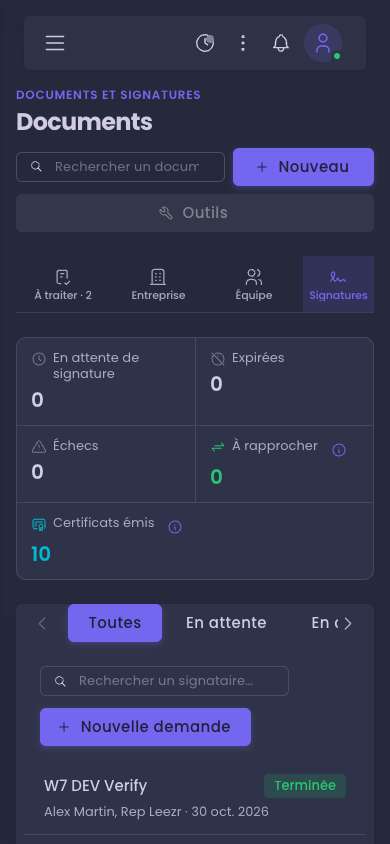 DOCUMENTS ET SIGNATURES
Documents
Rechercher un docum
+ Nouveau
Outils
À traiter · 2
Entreprise
Équipe
Signatures
En attente de
signature
0
Expirées
0
Échecs
0
À rapprocher
0
Certificats émis
10
Toutes
En attente
En c
Rechercher un signataire...
+ Nouvelle demande
W7 DEV Verify
Terminée
Alex Martin, Rep Leezr · 30 oct. 2026